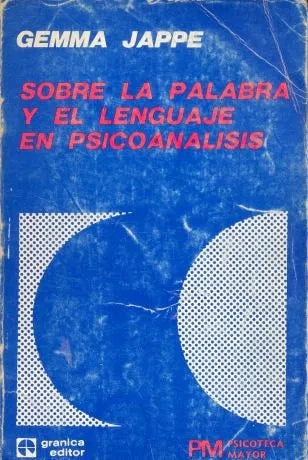 GEMMA JAPPE
SOBRE LA PALABRA
Y EL LENGUAJE
EN PSICOANALISIS
granica
editor
PM PSICOTECA
MAYOR